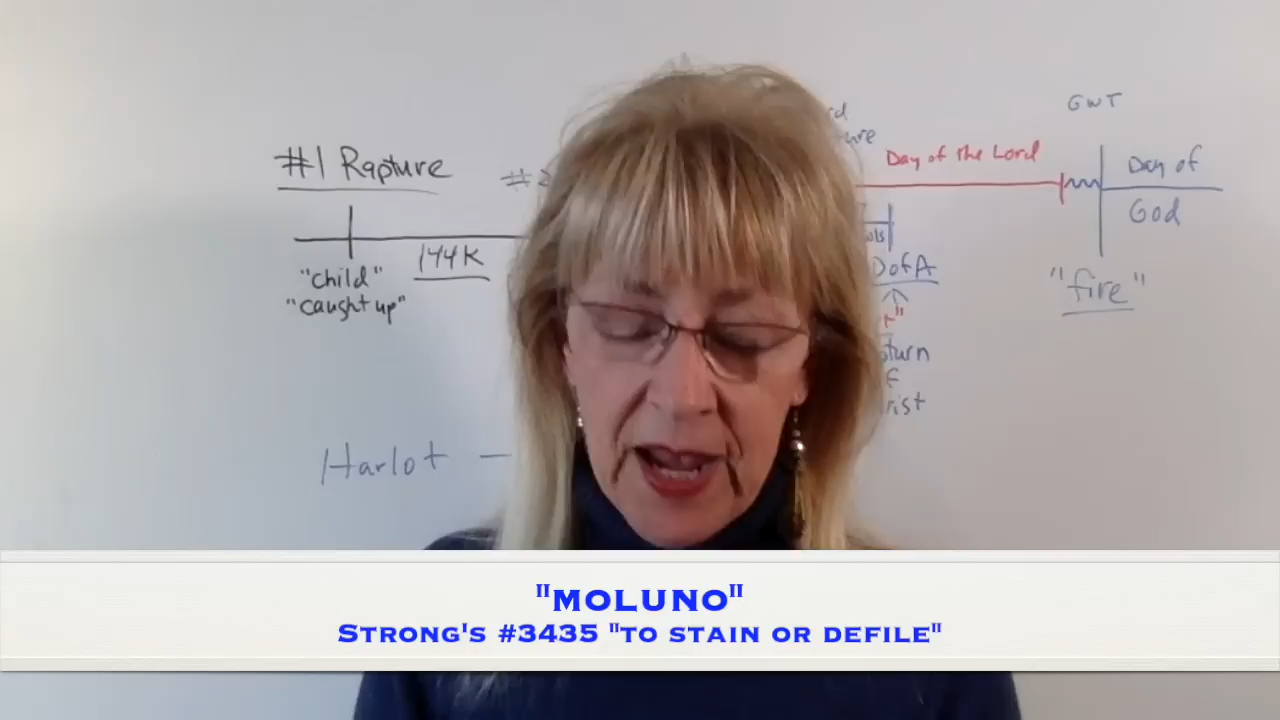 GWT
#1 Rapture
Day of the Lord
Day of
God
144K
"child"
"caught up"
DofA
"fire"
Harlot -
"MOLUNO"
STRONG'S #3435 "TO STAIN OR DEFILE"